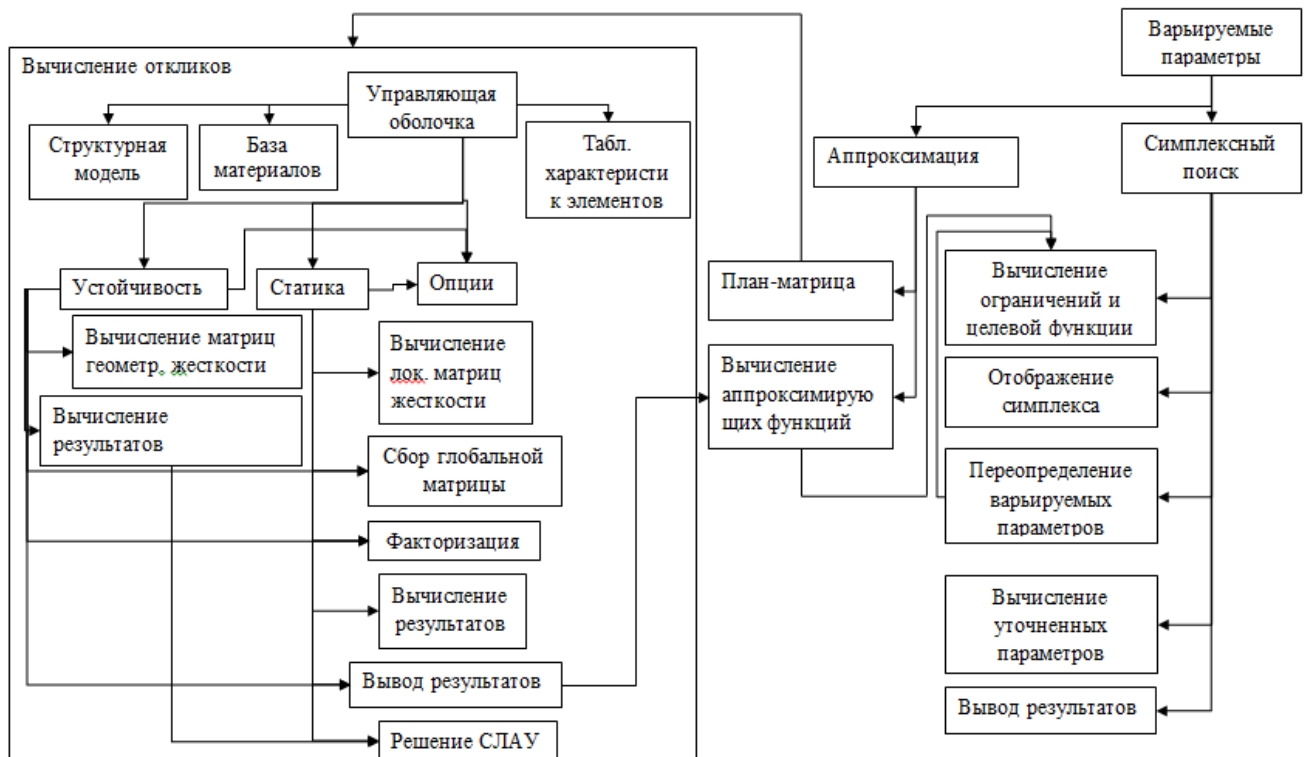 Варьируемые
параметры
Вычисление откликов
Управляющая
оболочка
Структурная
модель
База
материалов
Табл.
характеристи
к элементов
Аппроксимация
Симплексный
поиск
Устойчивость
Статика
Опции
План-матрица
Вычисление
ограничений и
целевой функции
Вычисление матриц
геометр. жесткости
Вычисление
лок. матриц
жесткости
Вычисление
аппроксимирую
щих функций
Отображение
симплекса
Вычисление
результатов
Сбор глобальной
матрицы
Переопределение
варьируемых
параметров
Факторизация
Вычисление
результатов
Вычисление
уточненных
параметров
Вывод результатов
Вывод результатов
Решение СЛАУ